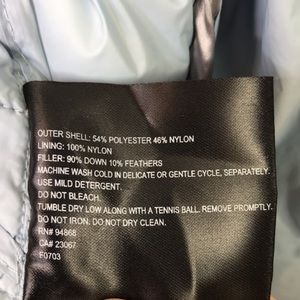 OUTER SHELL: 54% POLYESTER 46% NYLON
LINING: 100% NYLON
FILLER: 90% DOWN 10% FEATHERS
MACHINE WASH COLD IN DELICATE OR GENTLE CYCLE, SEPARATELY.
USE MILD DETERGENT.
DO NOT BLEACH.
TUMBLE DRY LOW ALONG WITH A TENNIS BALL. REMOVE PROMPTLY.
DO NOT IRON. DO NOT DRY CLEAN.
RN# 94868
CA# 23067
F0703